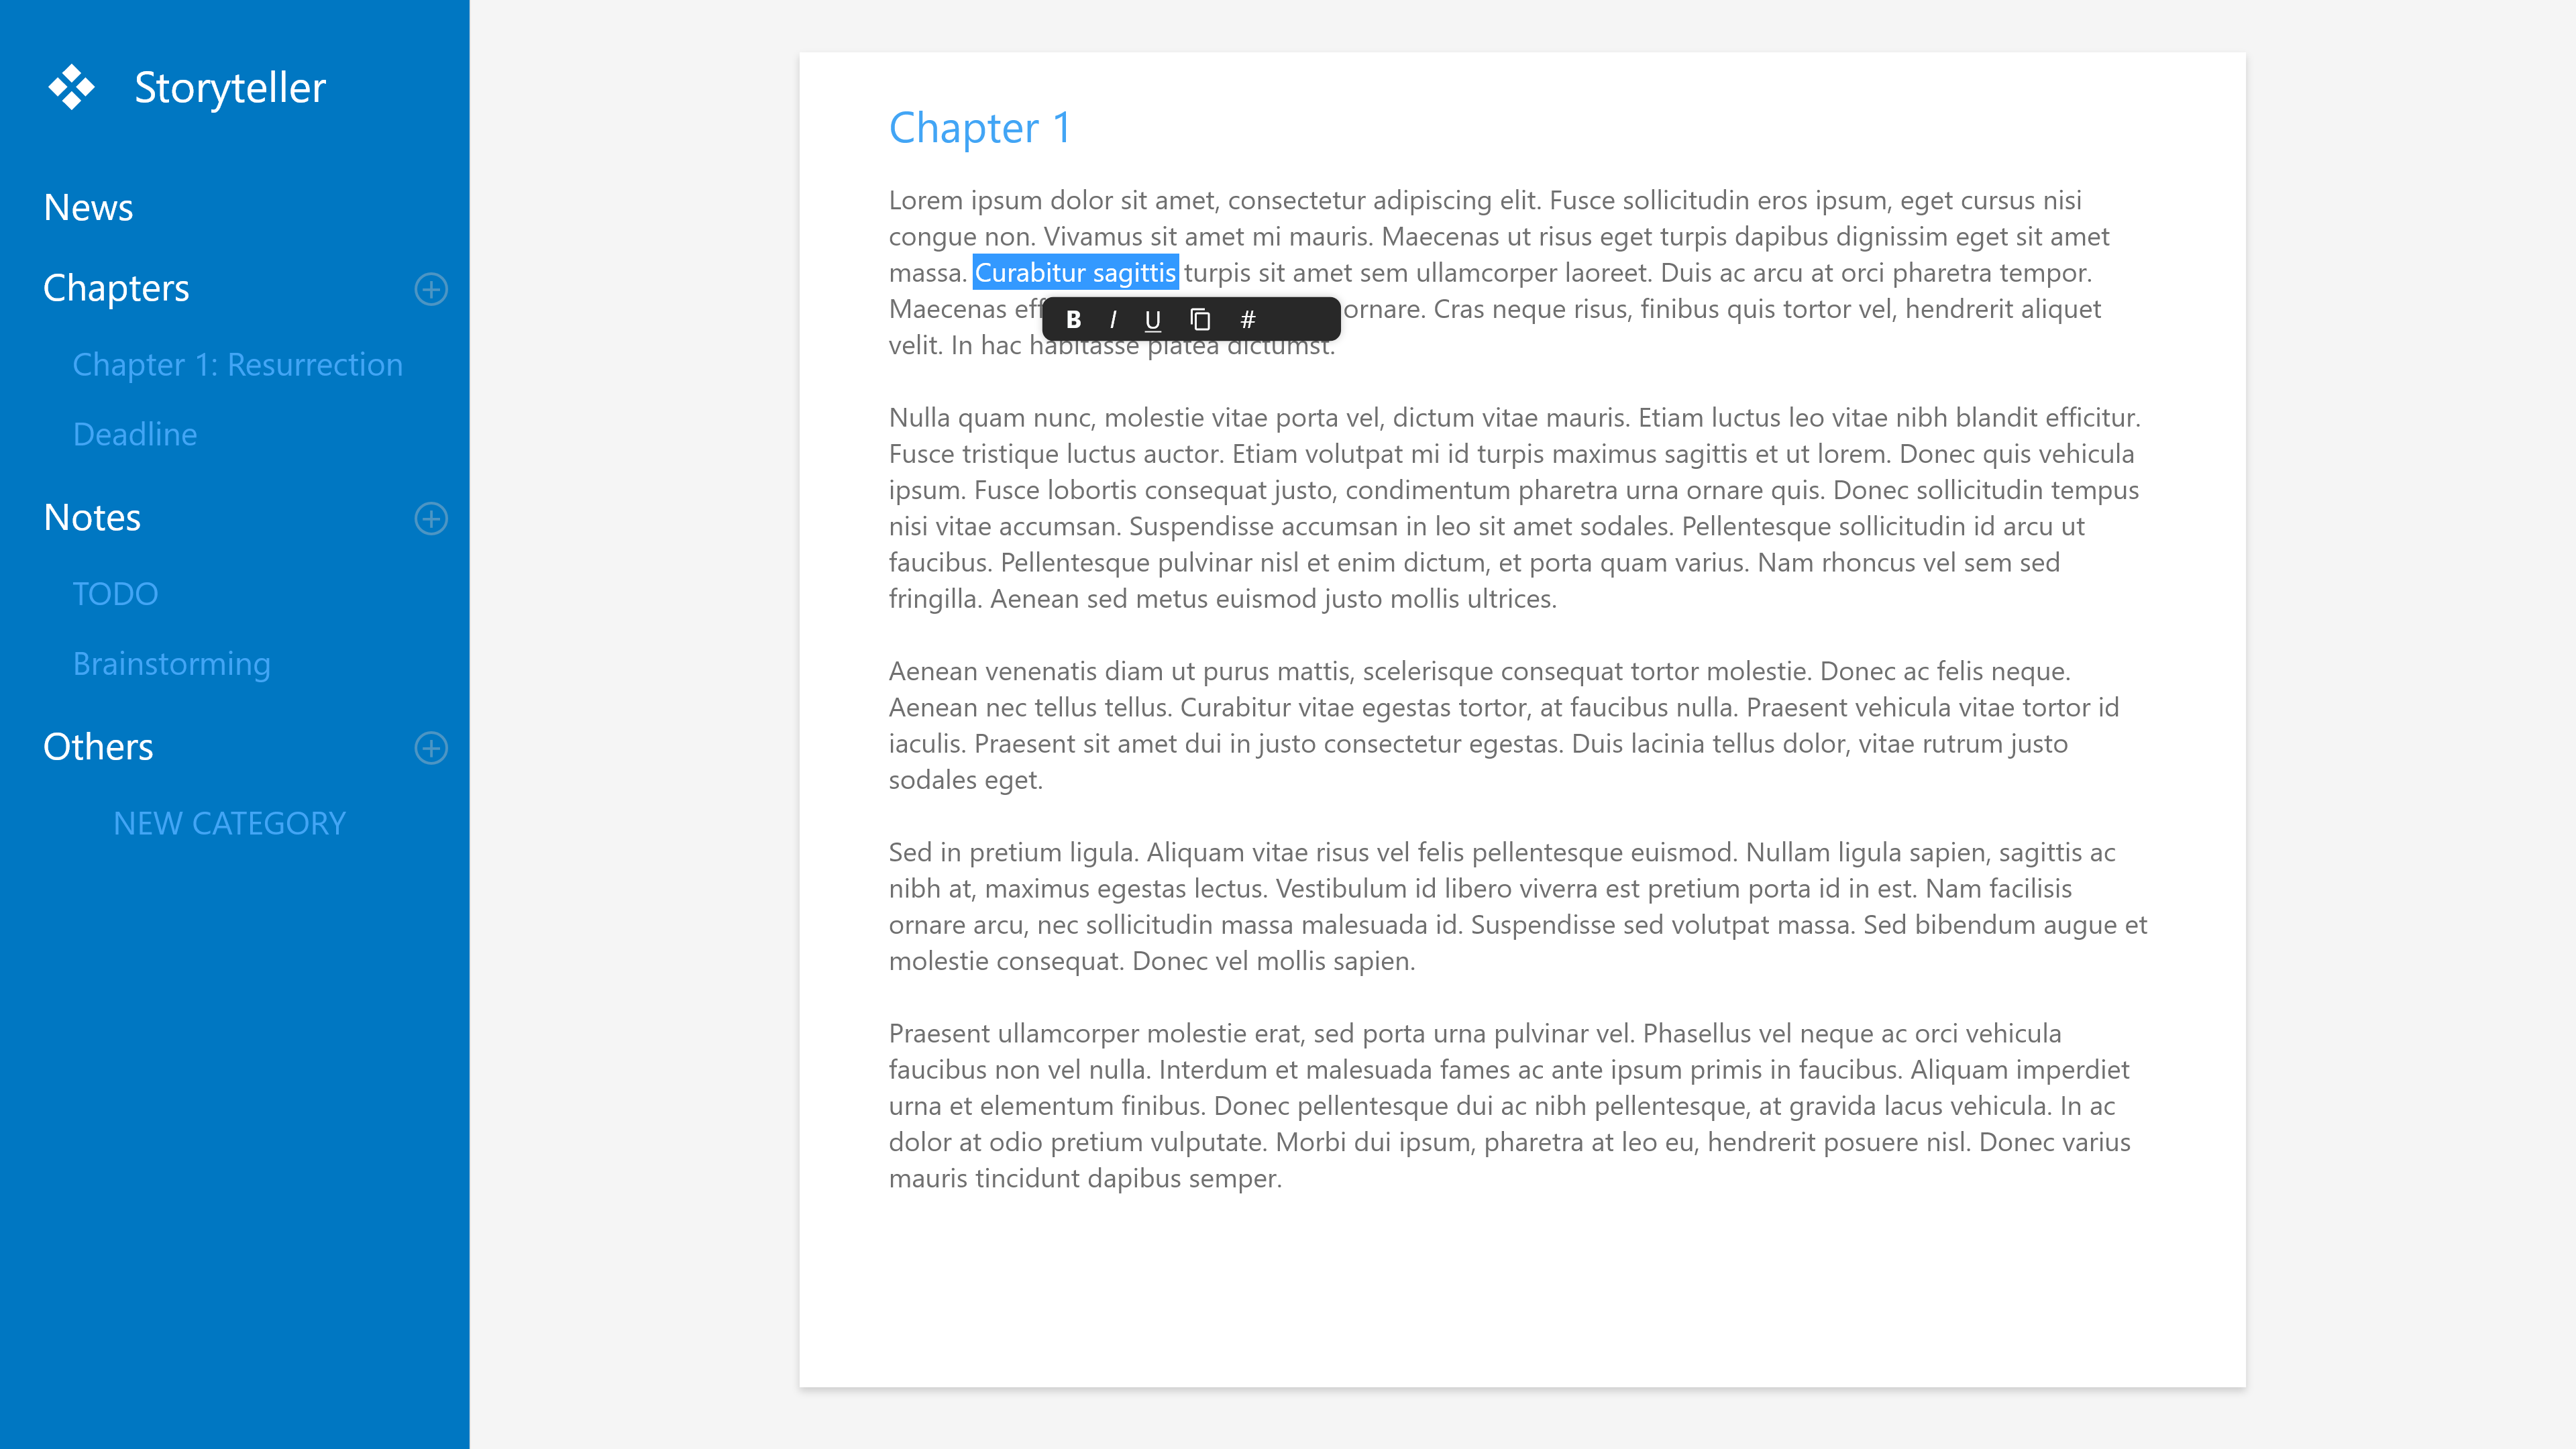 Storyteller
News
Chapters
Chapter 1: Resurrection
Deadline
Notes
TODO
Brainstorming
Others
NEW CATEGORY
Chapter 1
Lorem ipsum dolor sit amet, consectetur adipiscing elit. Fusce sollicitudin eros ipsum, eget cursus nisi
congue non. Vivamus sit amet mi mauris. Maecenas ut risus eget turpis dapibus dignissim eget sit amet
massa. Curabitur sagittis turpis sit amet sem ullamcorper laoreet. Duis ac arcu at orci pharetra tempor.
Maecenas ornare. Cras neque risus, finibus quis tortor vel, hendrerit aliquet
B I U #
velit. In hac habitasse platea dictumst.
Nulla quam nunc, molestie vitae porta vel, dictum vitae mauris. Etiam luctus leo vitae nibh blandit efficitur.
Fusce tristique luctus auctor. Etiam volutpat mi id turpis maximus sagittis et ut lorem. Donec quis vehicula
ipsum. Fusce lobortis consequat justo, condimentum pharetra urna ornare quis. Donec sollicitudin tempus
nisi vitae accumsan. Suspendisse accumsan in leo sit amet sodales. Pellentesque sollicitudin id arcu ut
faucibus. Pellentesque pulvinar nisl et enim dictum, et porta quam varius. Nam rhoncus vel sem sed
fringilla. Aenean sed metus euismod justo mollis ultrices.
Aenean venenatis diam ut purus mattis, scelerisque consequat tortor molestie. Donec ac felis neque.
Aenean nec tellus tellus. Curabitur vitae egestas tortor, at faucibus nulla. Praesent vehicula vitae tortor id
iaculis. Praesent sit amet dui in justo consectetur egestas. Duis lacinia tellus dolor, vitae rutrum justo
sodales eget.
Sed in pretium ligula. Aliquam vitae risus vel felis pellentesque euismod. Nullam ligula sapien, sagittis ac
nibh at, maximus egestas lectus. Vestibulum id libero viverra est pretium porta id in est. Nam facilisis
ornare arcu, nec sollicitudin massa malesuada id. Suspendisse sed volutpat massa. Sed bibendum augue et
molestie consequat. Donec vel mollis sapien.
Praesent ullamcorper molestie erat, sed porta urna pulvinar vel. Phasellus vel neque ac orci vehicula
faucibus non vel nulla. Interdum et malesuada fames ac ante ipsum primis in faucibus. Aliquam imperdiet
urna et elementum finibus. Donec pellentesque dui ac nibh pellentesque, at gravida lacus vehicula. In ac
dolor at odio pretium vulputate. Morbi dui ipsum, pharetra at leo eu, hendrerit posuere nisl. Donec varius
mauris tincidunt dapibus semper.